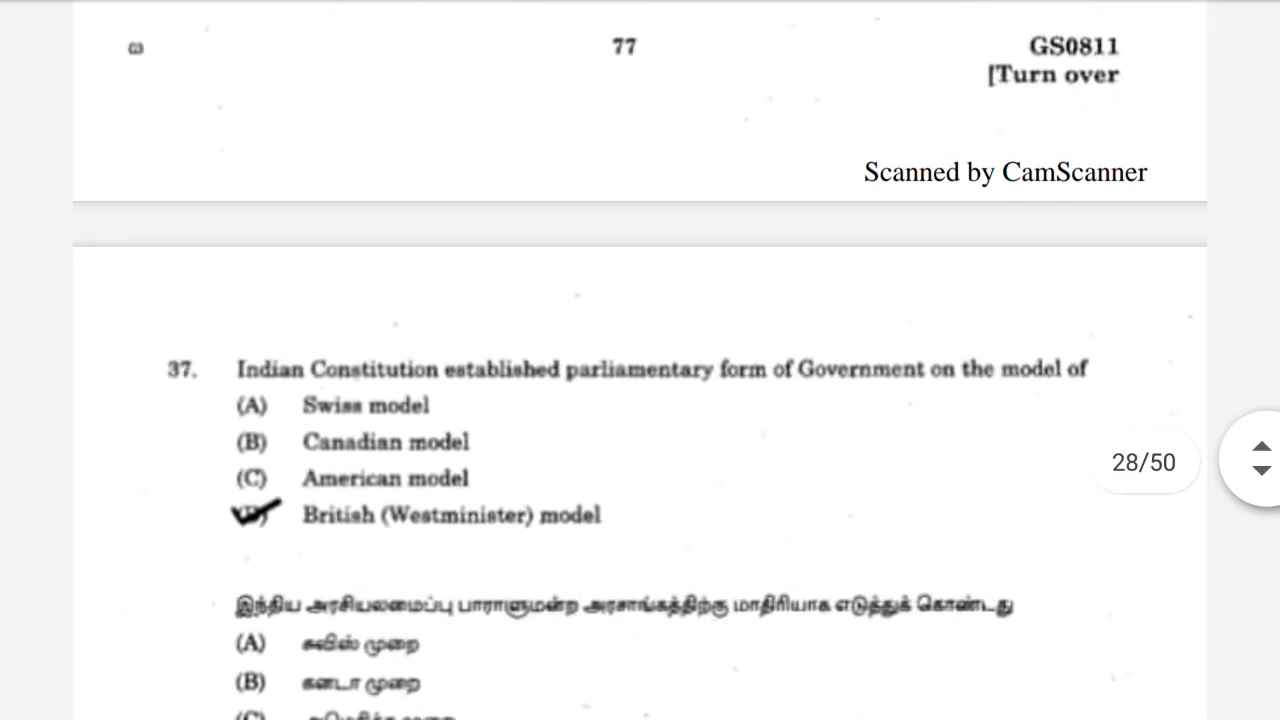 77
GS0811
[Turn over
Scanned by CamScanner
37. Indian Constitution established parliamentary form of Government on the model of
(A) Swiss model
(B) Canadian model
(C) American model
(D) British (Westminister) model
28/50
இந்திய அரசியலமைப்பு பாராளுமன்ற அரசாங்கத்திற்கு மாதிரியாக எடுத்துக் கொண்டது
(A) சுவிஸ் முறை
(B) கனடா முறை
(C) அமெரிக்க முறை